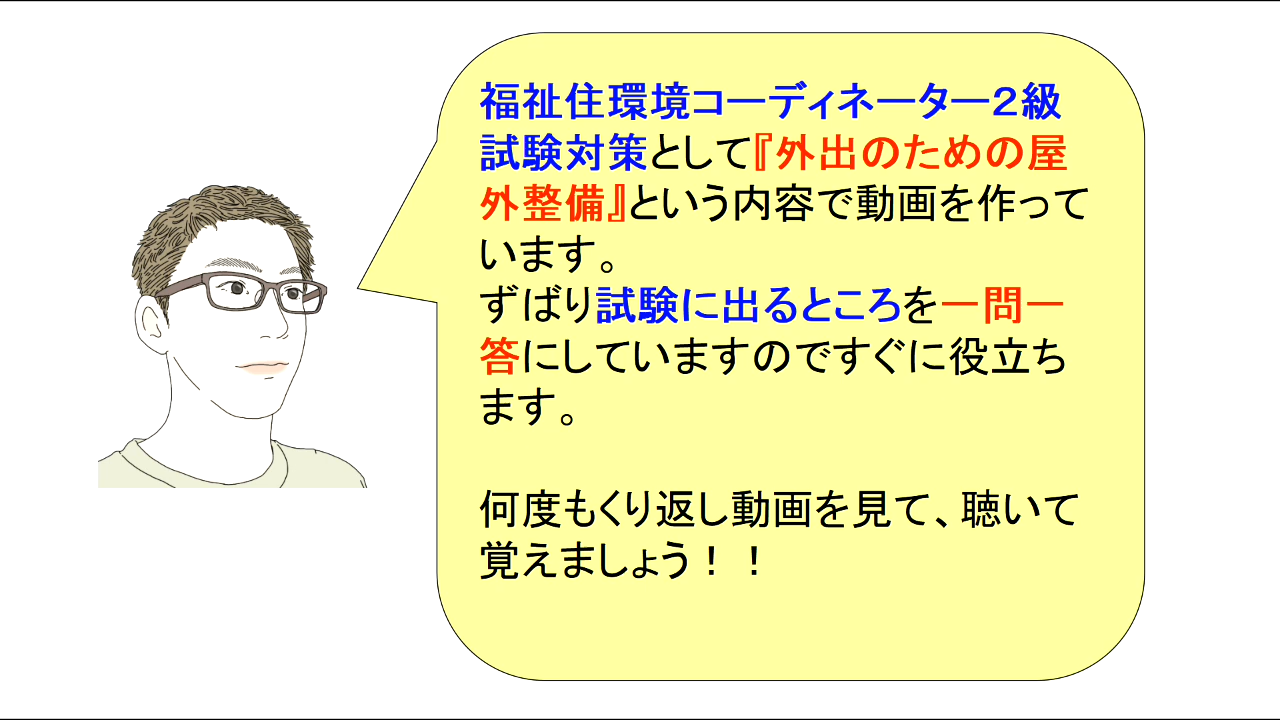 福祉住環境コーディネーター２級
試験対策として『外出のための屋
外整備』という内容で動画を作って
います。
ずばり試験に出るところを一問一
答にしていますのですぐに役立ち
ます。
何度もくり返し動画を見て、聴いて
覚えましょう！！